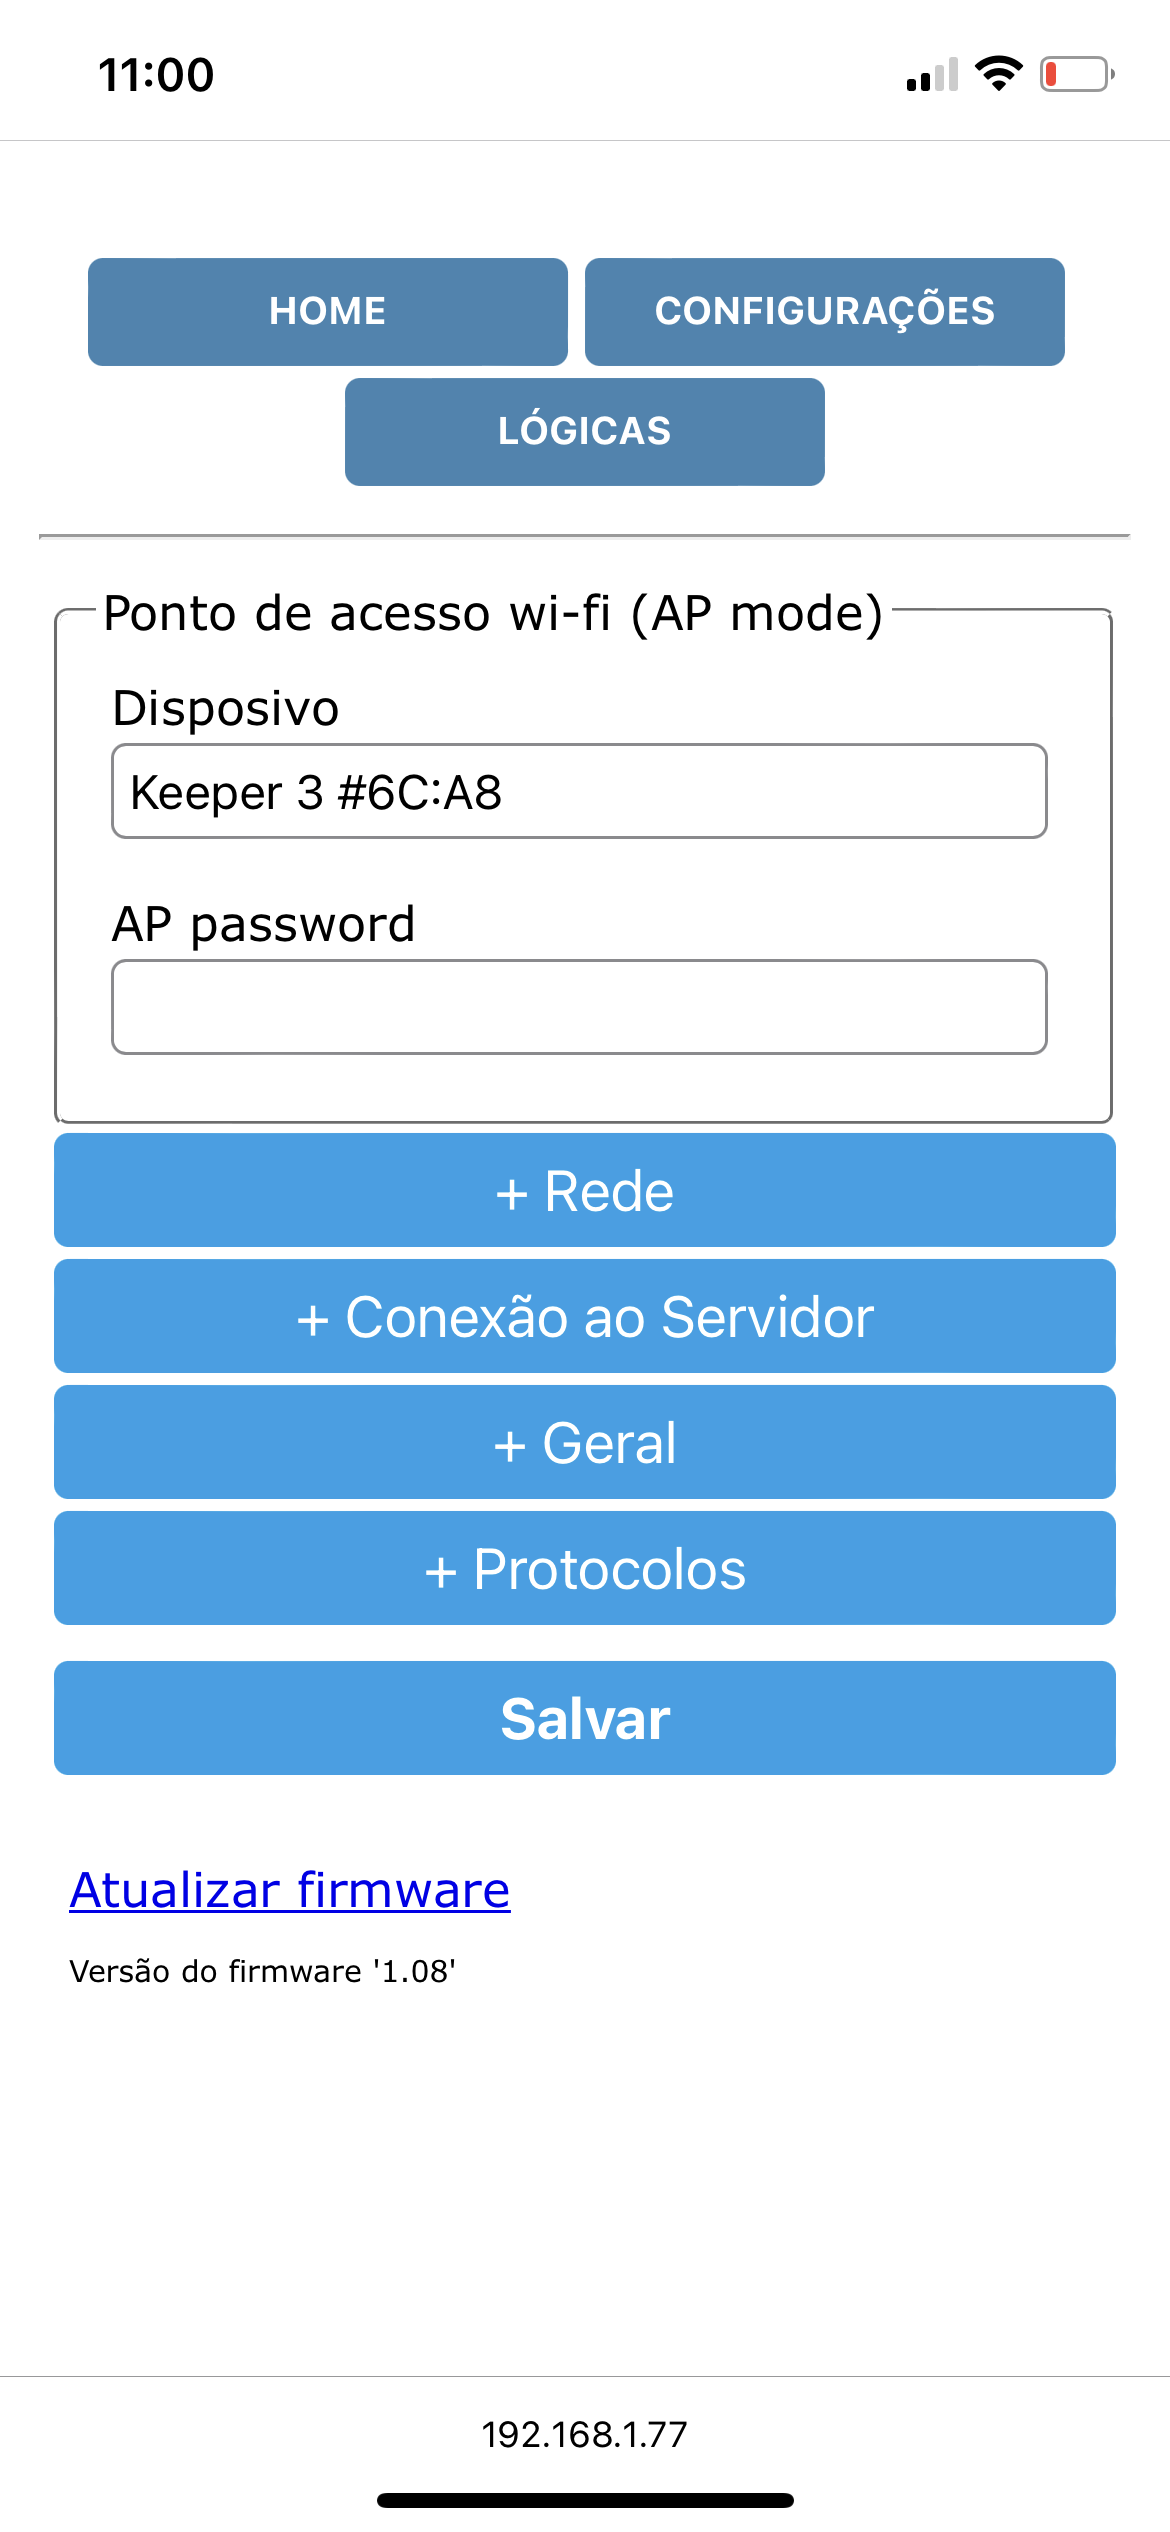 11:00
HOME
CONFIGURAÇÕES
LÓGICAS
Ponto de acesso wi-fi (AP mode)
Disposivo
Keeper 3 #6C:A8
AP password
+ Rede
+ Conexão ao Servidor
+ Geral
+ Protocolos
Salvar
Atualizar firmware
Versão do firmware '1.08'
192.168.1.77